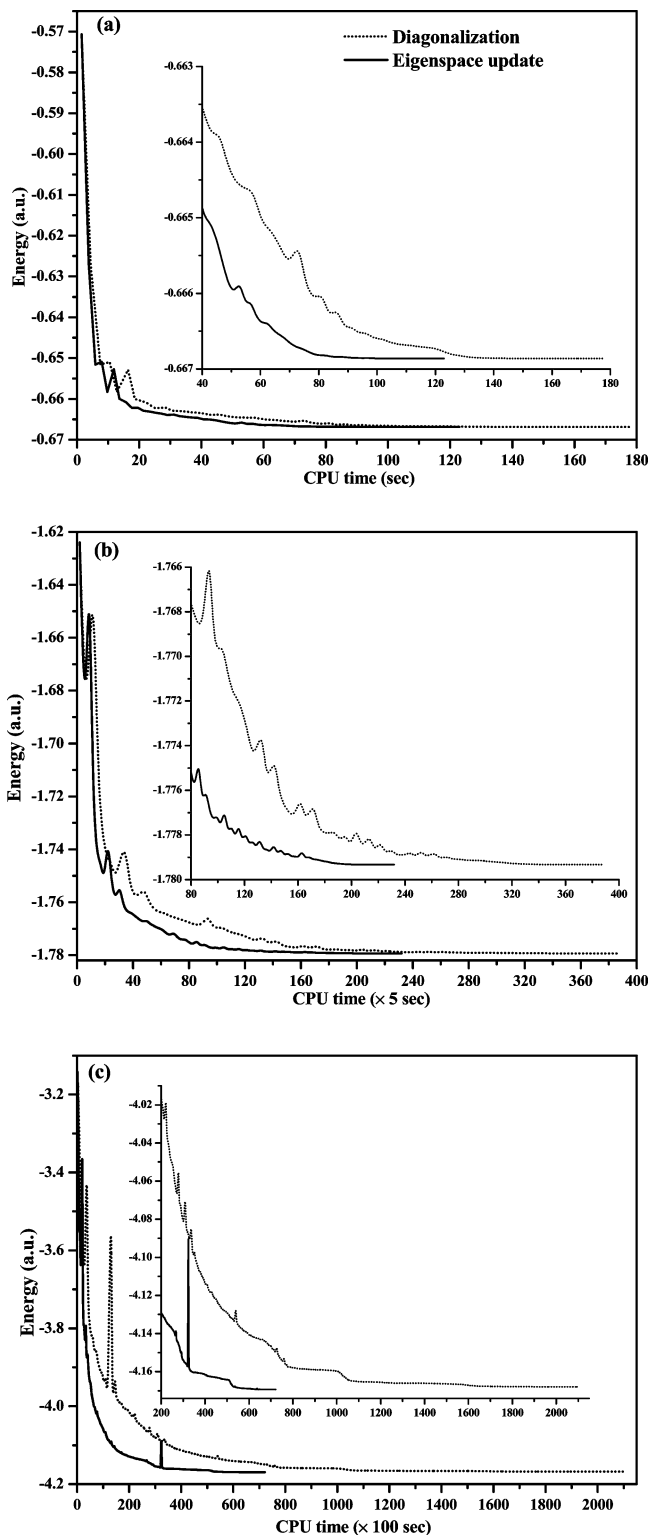 (a)
Diagonalization
Eigenspace update
-0.57
-0.58
-0.59
-0.60
-0.61
-0.62
-0.63
-0.64
-0.65
-0.66
-0.67
Energy (a.u.)
-0.663
-0.664
-0.665
-0.666
-0.667
40 60 80 100 120 140 160 180
0 20 40 60 80 100 120 140 160 180
CPU time (sec)
(b)
-1.62
-1.64
-1.66
-1.68
-1.70
-1.72
-1.74
-1.76
-1.78
Energy (a.u.)
-1.766
-1.768
-1.770
-1.772
-1.774
-1.776
-1.778
-1.780
80 120 160 200 240 280 320 360 400
0 40 80 120 160 200 240 280 320 360 400
CPU time (× 5 sec)
(c)
-3.2
-3.4
-3.6
-3.8
-4.0
-4.2
Energy (a.u.)
-4.02
-4.04
-4.06
-4.08
-4.10
-4.12
-4.14
-4.16
200 400 600 800 1000 1200 1400 1600 1800 2000
0 200 400 600 800 1000 1200 1400 1600 1800 2000
CPU time (× 100 sec)